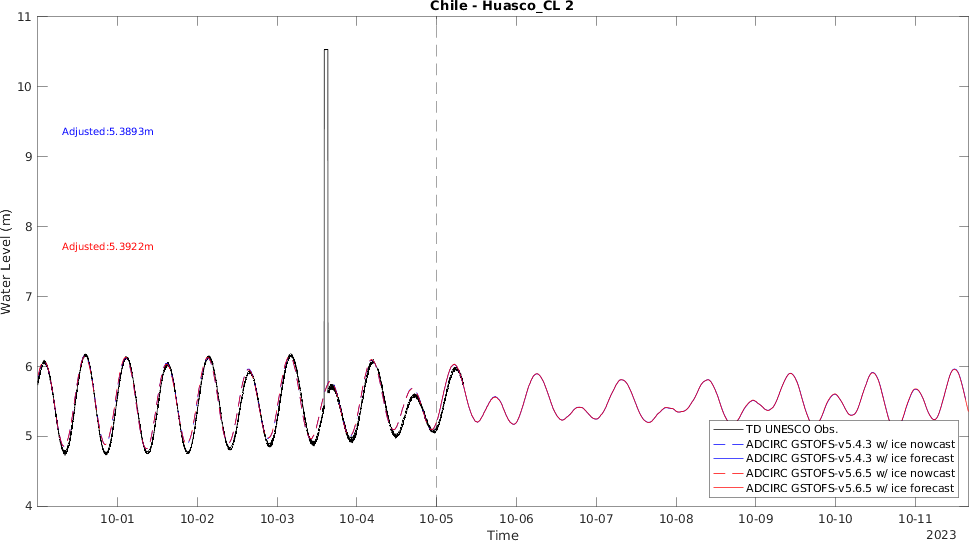 Chile - Huasco_CL 2
11
10
9
8
7
6
5
4
Water Level (m)
Adjusted:5.3893m
Adjusted:5.3922m
TD UNESCO Obs.
ADCIRC GSTOFS-v5.4.3 w/ ice nowcast
ADCIRC GSTOFS-v5.4.3 w/ ice forecast
ADCIRC GSTOFS-v5.6.5 w/ ice nowcast
ADCIRC GSTOFS-v5.6.5 w/ ice forecast
10-01 10-02 10-03 10-04 10-05 10-06 10-07 10-08 10-09 10-10 10-11
Time
2023